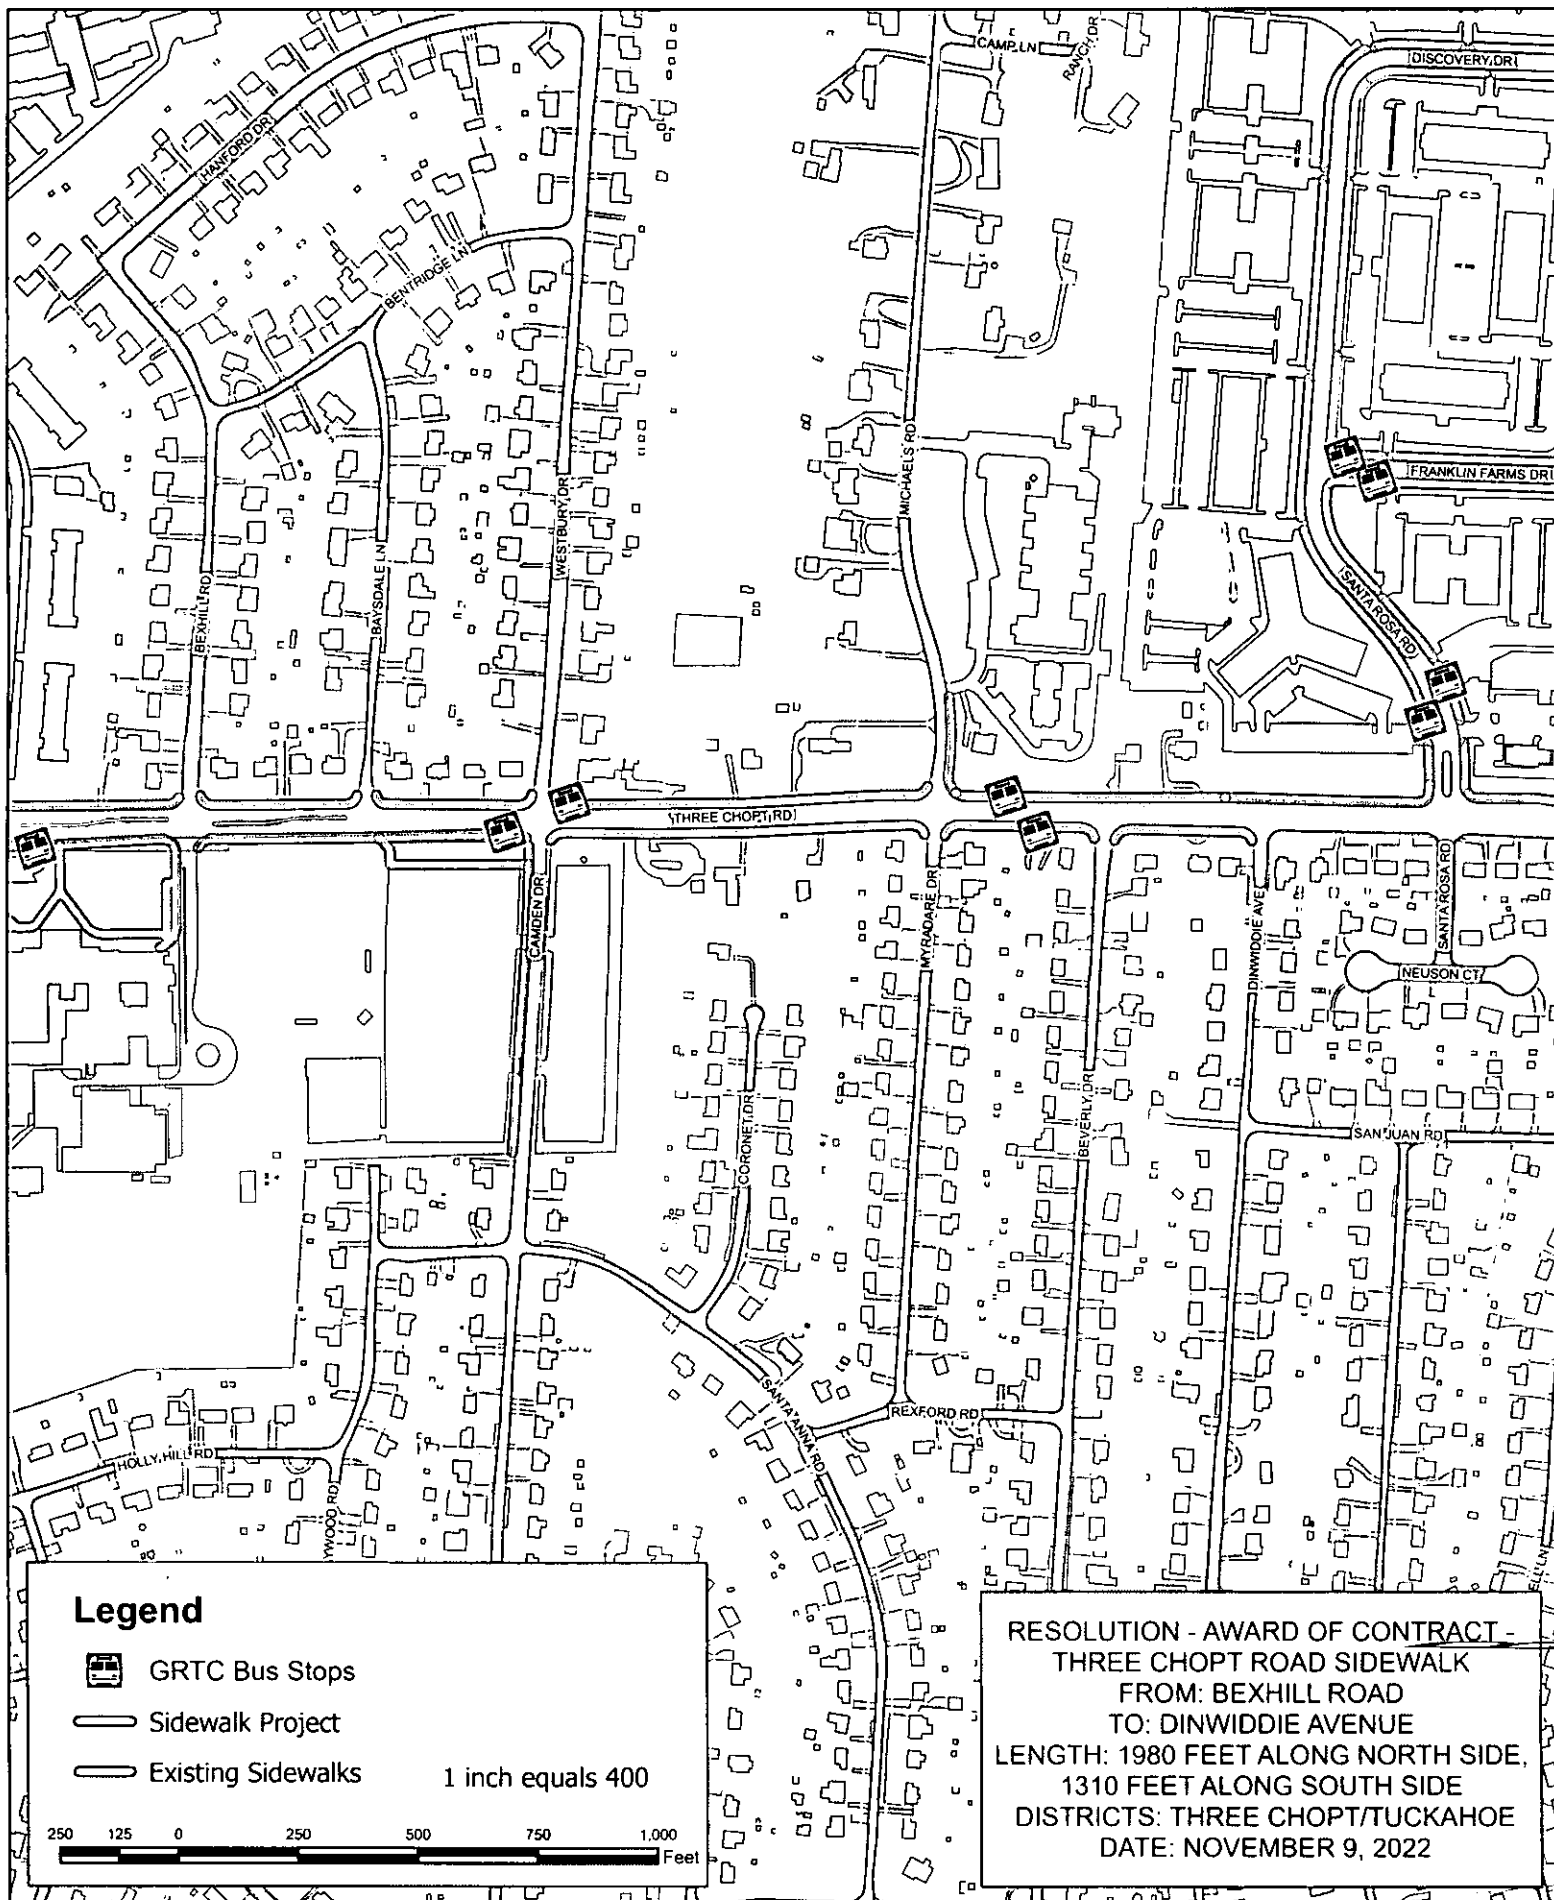 CAMP LN
RANCH DR
DISCOVERY DR
HANFORD DR
BENTRIDGE LN
MICHAELS RD
FRANKLIN FARMS DR
WESTBURY DR
BAYSDALE LN
BEXHILL RD
SANTA ROSA RD
THREE CHOPT RD
CAMDEN DR
MYRADARE DR
DINWIDDIE AVE
SANTA ROSA RD
NEUSON CT
CORONET DR
BEVERLY DR
SAN JUAN RD
SANTA ANNA RD
REXFORD RD
HOLLY HILL RD
YWOOD RD
ELL LN
Legend
GRTC Bus Stops
Sidewalk Project
Existing Sidewalks
1 inch equals 400
250 125 0 250 500 750 1,000
Feet
RESOLUTION - AWARD OF CONTRACT -
THREE CHOPT ROAD SIDEWALK
FROM: BEXHILL ROAD
TO: DINWIDDIE AVENUE
LENGTH: 1980 FEET ALONG NORTH SIDE,
1310 FEET ALONG SOUTH SIDE
DISTRICTS: THREE CHOPT/TUCKAHOE
DATE: NOVEMBER 9, 2022